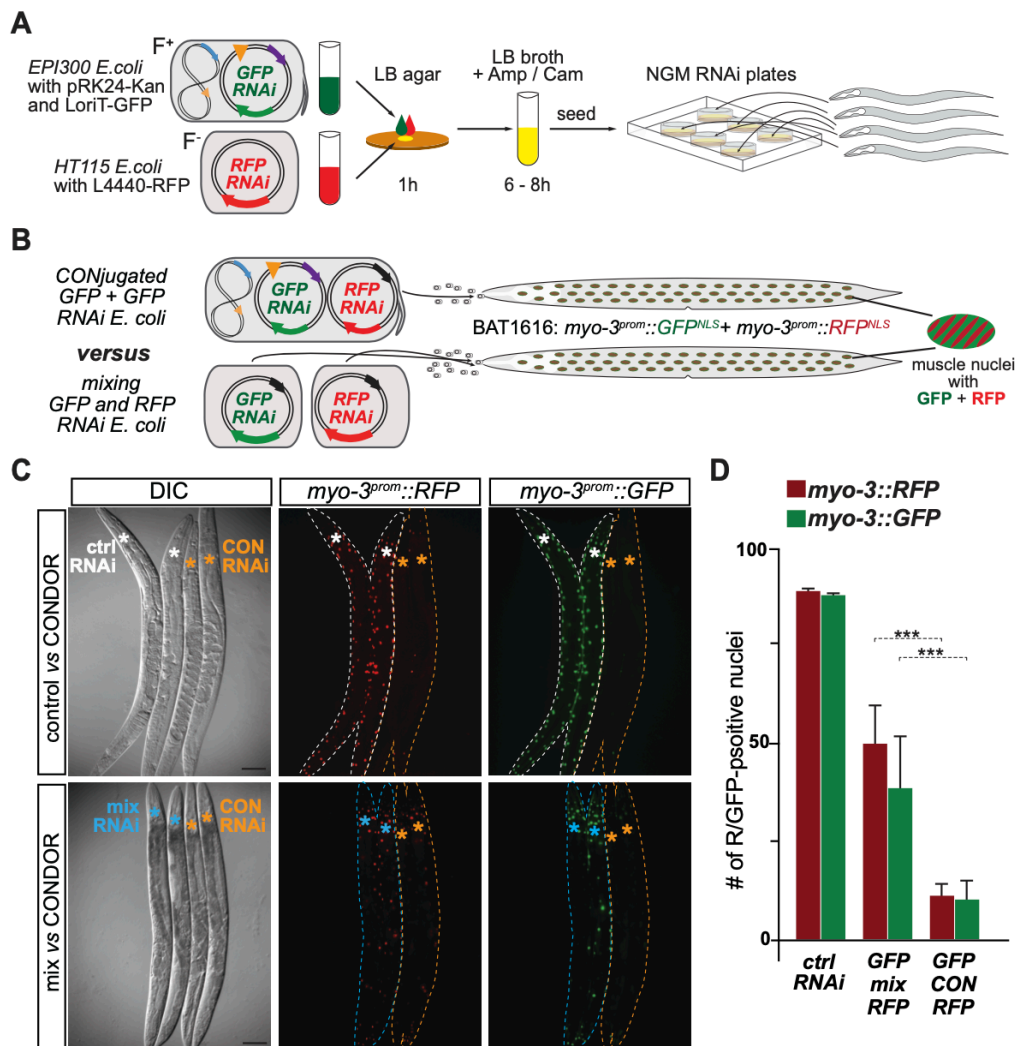 A
EPI300 E.coli
with pRK24-Kan
and LoriT-GFP
F+
GFP
RNAi
HT115 E.coli
with L4440-RFP
F-
RFP
RNAi
LB agar
1h
LB broth
+ Amp / Cam
6 - 8h
seed
NGM RNAi plates
B
CONjugated
GFP + GFP
RNAi E. coli
versus
mixing
GFP and RFP
RNAi E. coli
GFP
RNAi
RFP
RNAi
GFP
RNAi
RFP
RNAi
BAT1616: myo-3prom::GFPNLS+ myo-3prom::RFPNLS
muscle nuclei
with
GFP + RFP
C
DIC
myo-3prom::RFP
myo-3prom::GFP
control vs CONDOR
ctrl
RNAi
CON
RNAi
mix vs CONDOR
mix
RNAi
CON
RNAi
D
myo-3::RFP
myo-3::GFP
# of R/GFP-psoitive nuclei
100
50
0
***
***
ctrl
RNAi
GFP
mix
RFP
GFP
CON
RFP